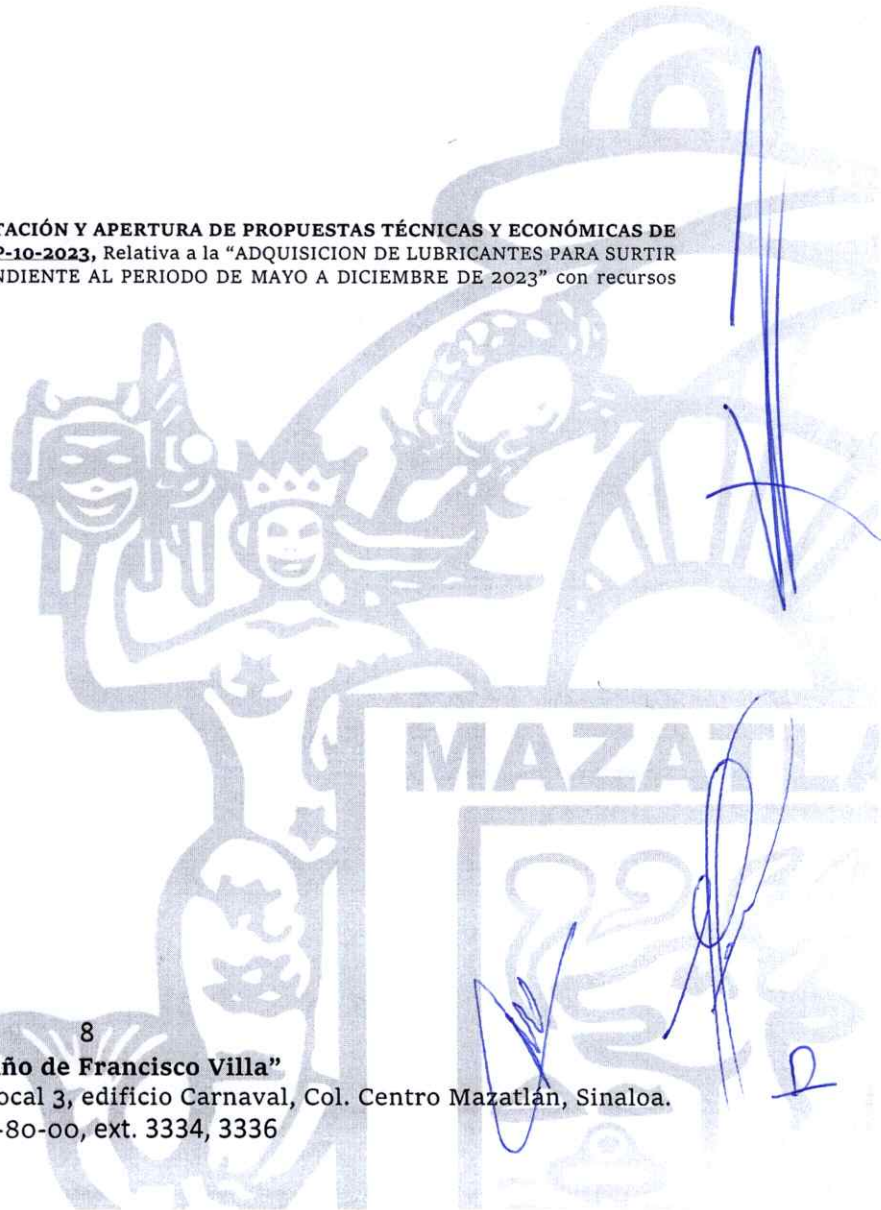 TACIÓN Y APERTURA DE PROPUESTAS TÉCNICAS Y ECONÓMICAS DE
P-10-2023, Relativa a la “ADQUISICION DE LUBRICANTES PARA SURTIR
NDIENTE AL PERIODO DE MAYO A DICIEMBRE DE 2023” con recursos
MAZATLA
8
ño de Francisco Villa”
ocal 3, edificio Carnaval, Col. Centro Mazatlán, Sinaloa.
-80-00, ext. 3334, 3336